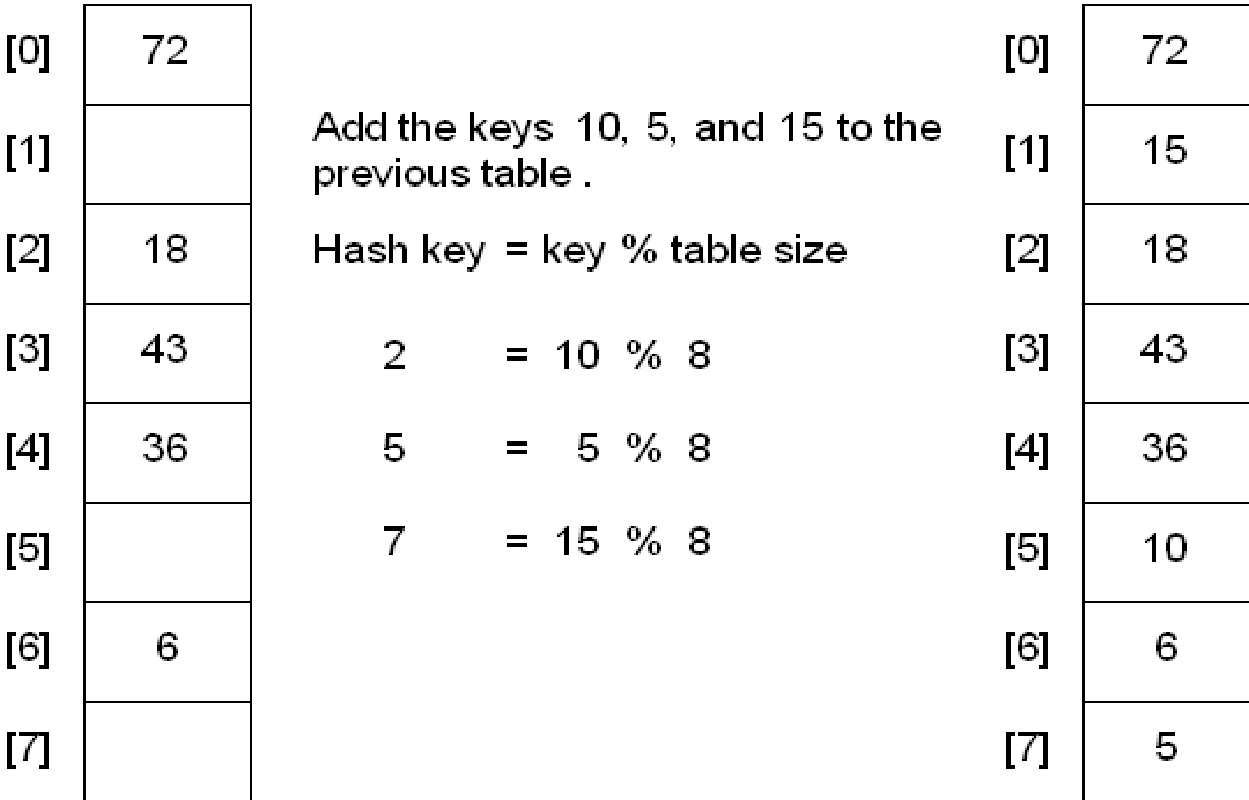 [0] 72
[1]
[2] 18
[3] 43
[4] 36
[5]
[6] 6
[7]
Add the keys 10, 5, and 15 to the
previous table .
Hash key = key % table size
2 = 10 % 8
5 = 5 % 8
7 = 15 % 8
[0] 72
[1] 15
[2] 18
[3] 43
[4] 36
[5] 10
[6] 6
[7] 5